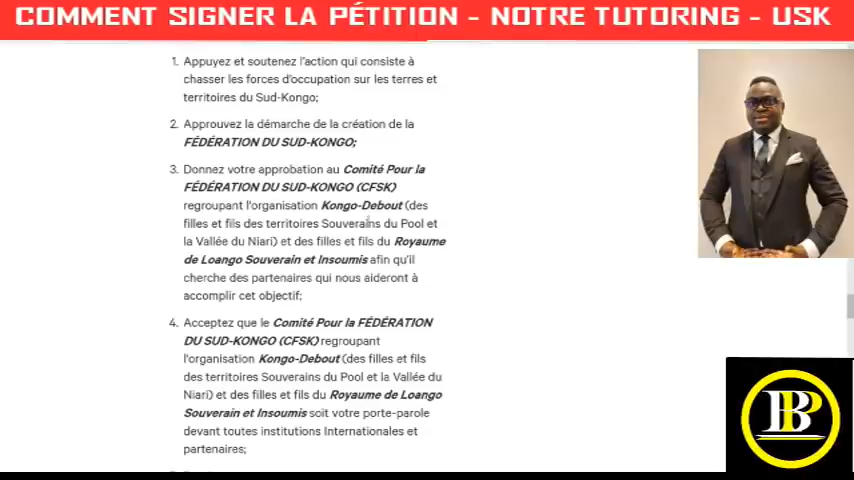 COMMENT SIGNER LA PÉTITION - NOTRE TUTORING - USK
1. Appuyez et soutenez l'action qui consiste à
chasser les forces d'occupation sur les terres et
territoires du Sud-Kongo;
2. Approuvez la démarche de la création de la
FÉDÉRATION DU SUD-KONGO;
3. Donnez votre approbation au Comité Pour la
FÉDÉRATION DU SUD-KONGO (CFSK)
regroupant l'organisation Kongo-Debout (des
filles et fils des territoires Souverains du Pool et
la Vallée du Niari) et des filles et fils du Royaume
de Loango Souverain et Insoumis afin qu'il
cherche des partenaires qui nous aideront à
accomplir cet objectif;
4. Acceptez que le Comité Pour la FÉDÉRATION
DU SUD-KONGO (CFSK) regroupant
l'organisation Kongo-Debout (des filles et fils
des territoires Souverains du Pool et la Vallée du
Niari) et des filles et fils du Royaume de Loango
Souverain et Insoumis soit votre porte-parole
devant toutes institutions Internationales et
partenaires;
BP